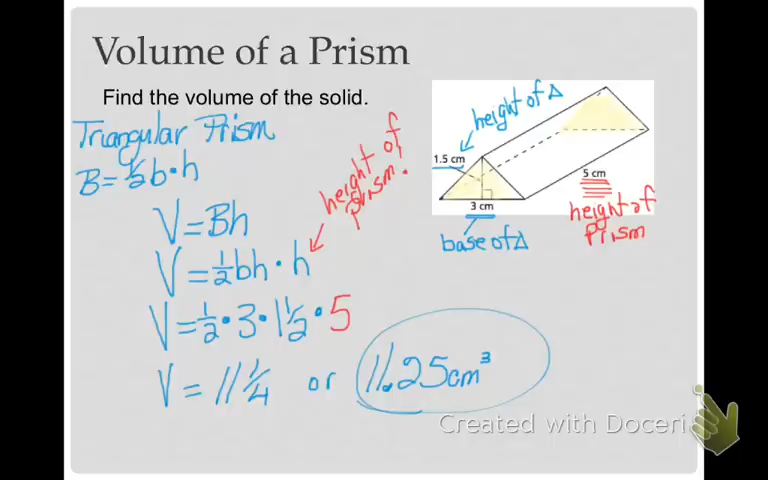 Volume of a Prism
Find the volume of the solid.
Triangular Prism
B = ½b·h
V = Bh
V = ½bh · h
height of prism.
V = ½ · 3 · 1½ · 5
V = 11¼ or 11.25cm³
height of Δ
1.5 cm
3 cm
base of Δ
5 cm
height of
prism
Created with Doceri